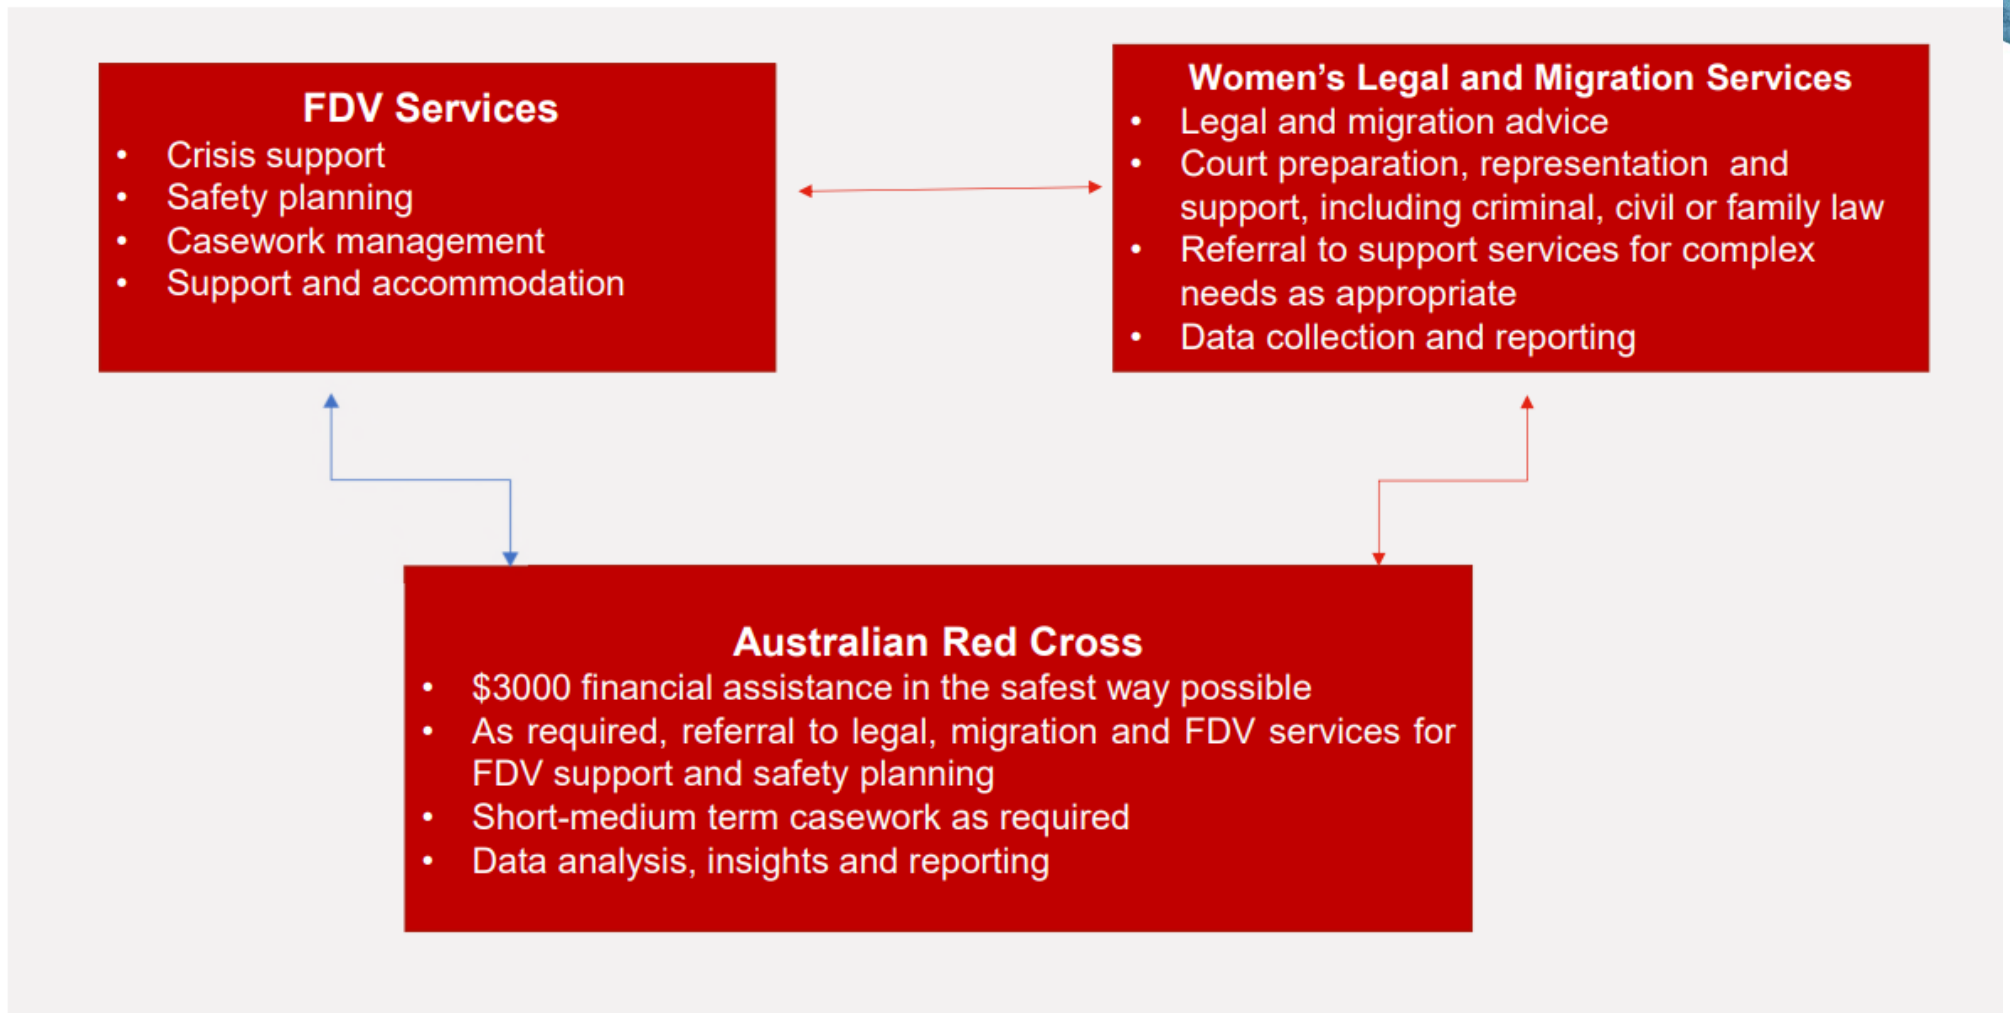 FDV Services
• Crisis support
• Safety planning
• Casework management
• Support and accommodation
Women’s Legal and Migration Services
• Legal and migration advice
• Court preparation, representation and
support, including criminal, civil or family law
• Referral to support services for complex
needs as appropriate
• Data collection and reporting
Australian Red Cross
• $3000 financial assistance in the safest way possible
• As required, referral to legal, migration and FDV services for
FDV support and safety planning
• Short-medium term casework as required
• Data analysis, insights and reporting